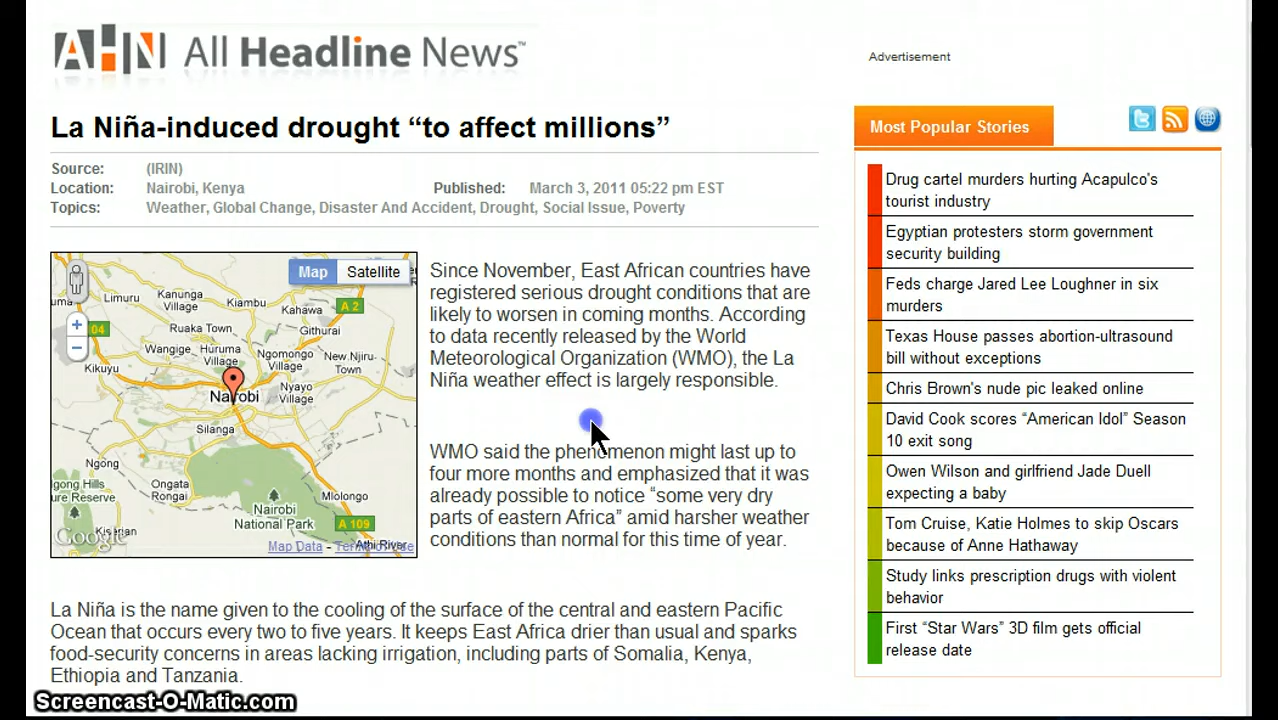 AHN All Headline News™
Advertisement
La Niña-induced drought “to affect millions”
Source: (IRIN)
Location: Nairobi, Kenya Published: March 3, 2011 05:22 pm EST
Topics: Weather, Global Change, Disaster And Accident, Drought, Social Issue, Poverty
Map Satellite
Limuru
Kanunga
Village
Kiambu
Kahawa
A 2
04
Ruaka Town
Githurai
Wangige
Huruma
Village
Ngomongo
Village
New Njiru
Town
Kikuyu
Nairobi
Nyayo
Village
Silanga
Ngong
Ongata
Rongai
Mlolongo
Nairobi
National Park
A 109
Google
Map Data -
Athi River
Since November, East African countries have
registered serious drought conditions that are
likely to worsen in coming months. According
to data recently released by the World
Meteorological Organization (WMO), the La
Niña weather effect is largely responsible.
WMO said the phenomenon might last up to
four more months and emphasized that it was
already possible to notice “some very dry
parts of eastern Africa” amid harsher weather
conditions than normal for this time of year.
La Niña is the name given to the cooling of the surface of the central and eastern Pacific
Ocean that occurs every two to five years. It keeps East Africa drier than usual and sparks
food-security concerns in areas lacking irrigation, including parts of Somalia, Kenya,
Ethiopia and Tanzania.
Most Popular Stories
Drug cartel murders hurting Acapulco's
tourist industry
Egyptian protesters storm government
security building
Feds charge Jared Lee Loughner in six
murders
Texas House passes abortion-ultrasound
bill without exceptions
Chris Brown's nude pic leaked online
David Cook scores “American Idol” Season
10 exit song
Owen Wilson and girlfriend Jade Duell
expecting a baby
Tom Cruise, Katie Holmes to skip Oscars
because of Anne Hathaway
Study links prescription drugs with violent
behavior
First “Star Wars” 3D film gets official
release date
Screencast-O-Matic.com